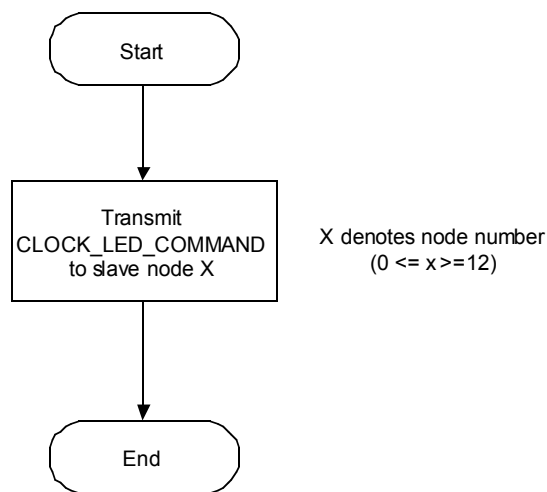 Start
Transmit
CLOCK_LED_COMMAND
to slave node X
X denotes node number
(0 <= x >=12)
End